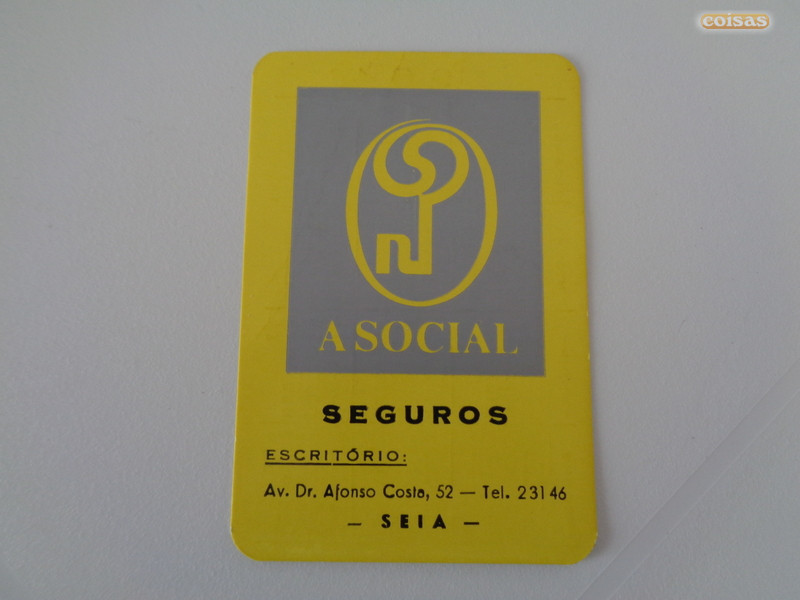 coisas
A SOCIAL
SEGUROS
ESCRITÓRIO:
Av. Dr. Afonso Costa, 52 — Tel. 23146
— SEIA —